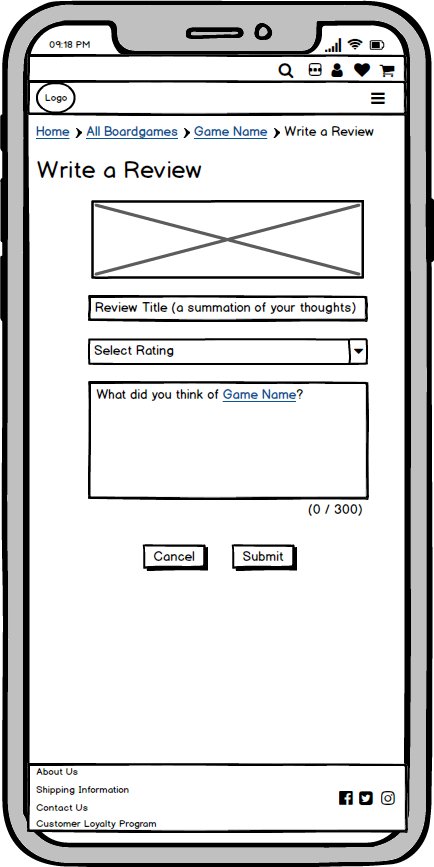 09:18 PM
Logo
Home All Boardgames Game Name Write a Review
Write a Review
Review Title (a summation of your thoughts)
Select Rating
What did you think of Game Name?
(0 / 300)
Cancel Submit
About Us
Shipping Information
Contact Us
Customer Loyalty Program